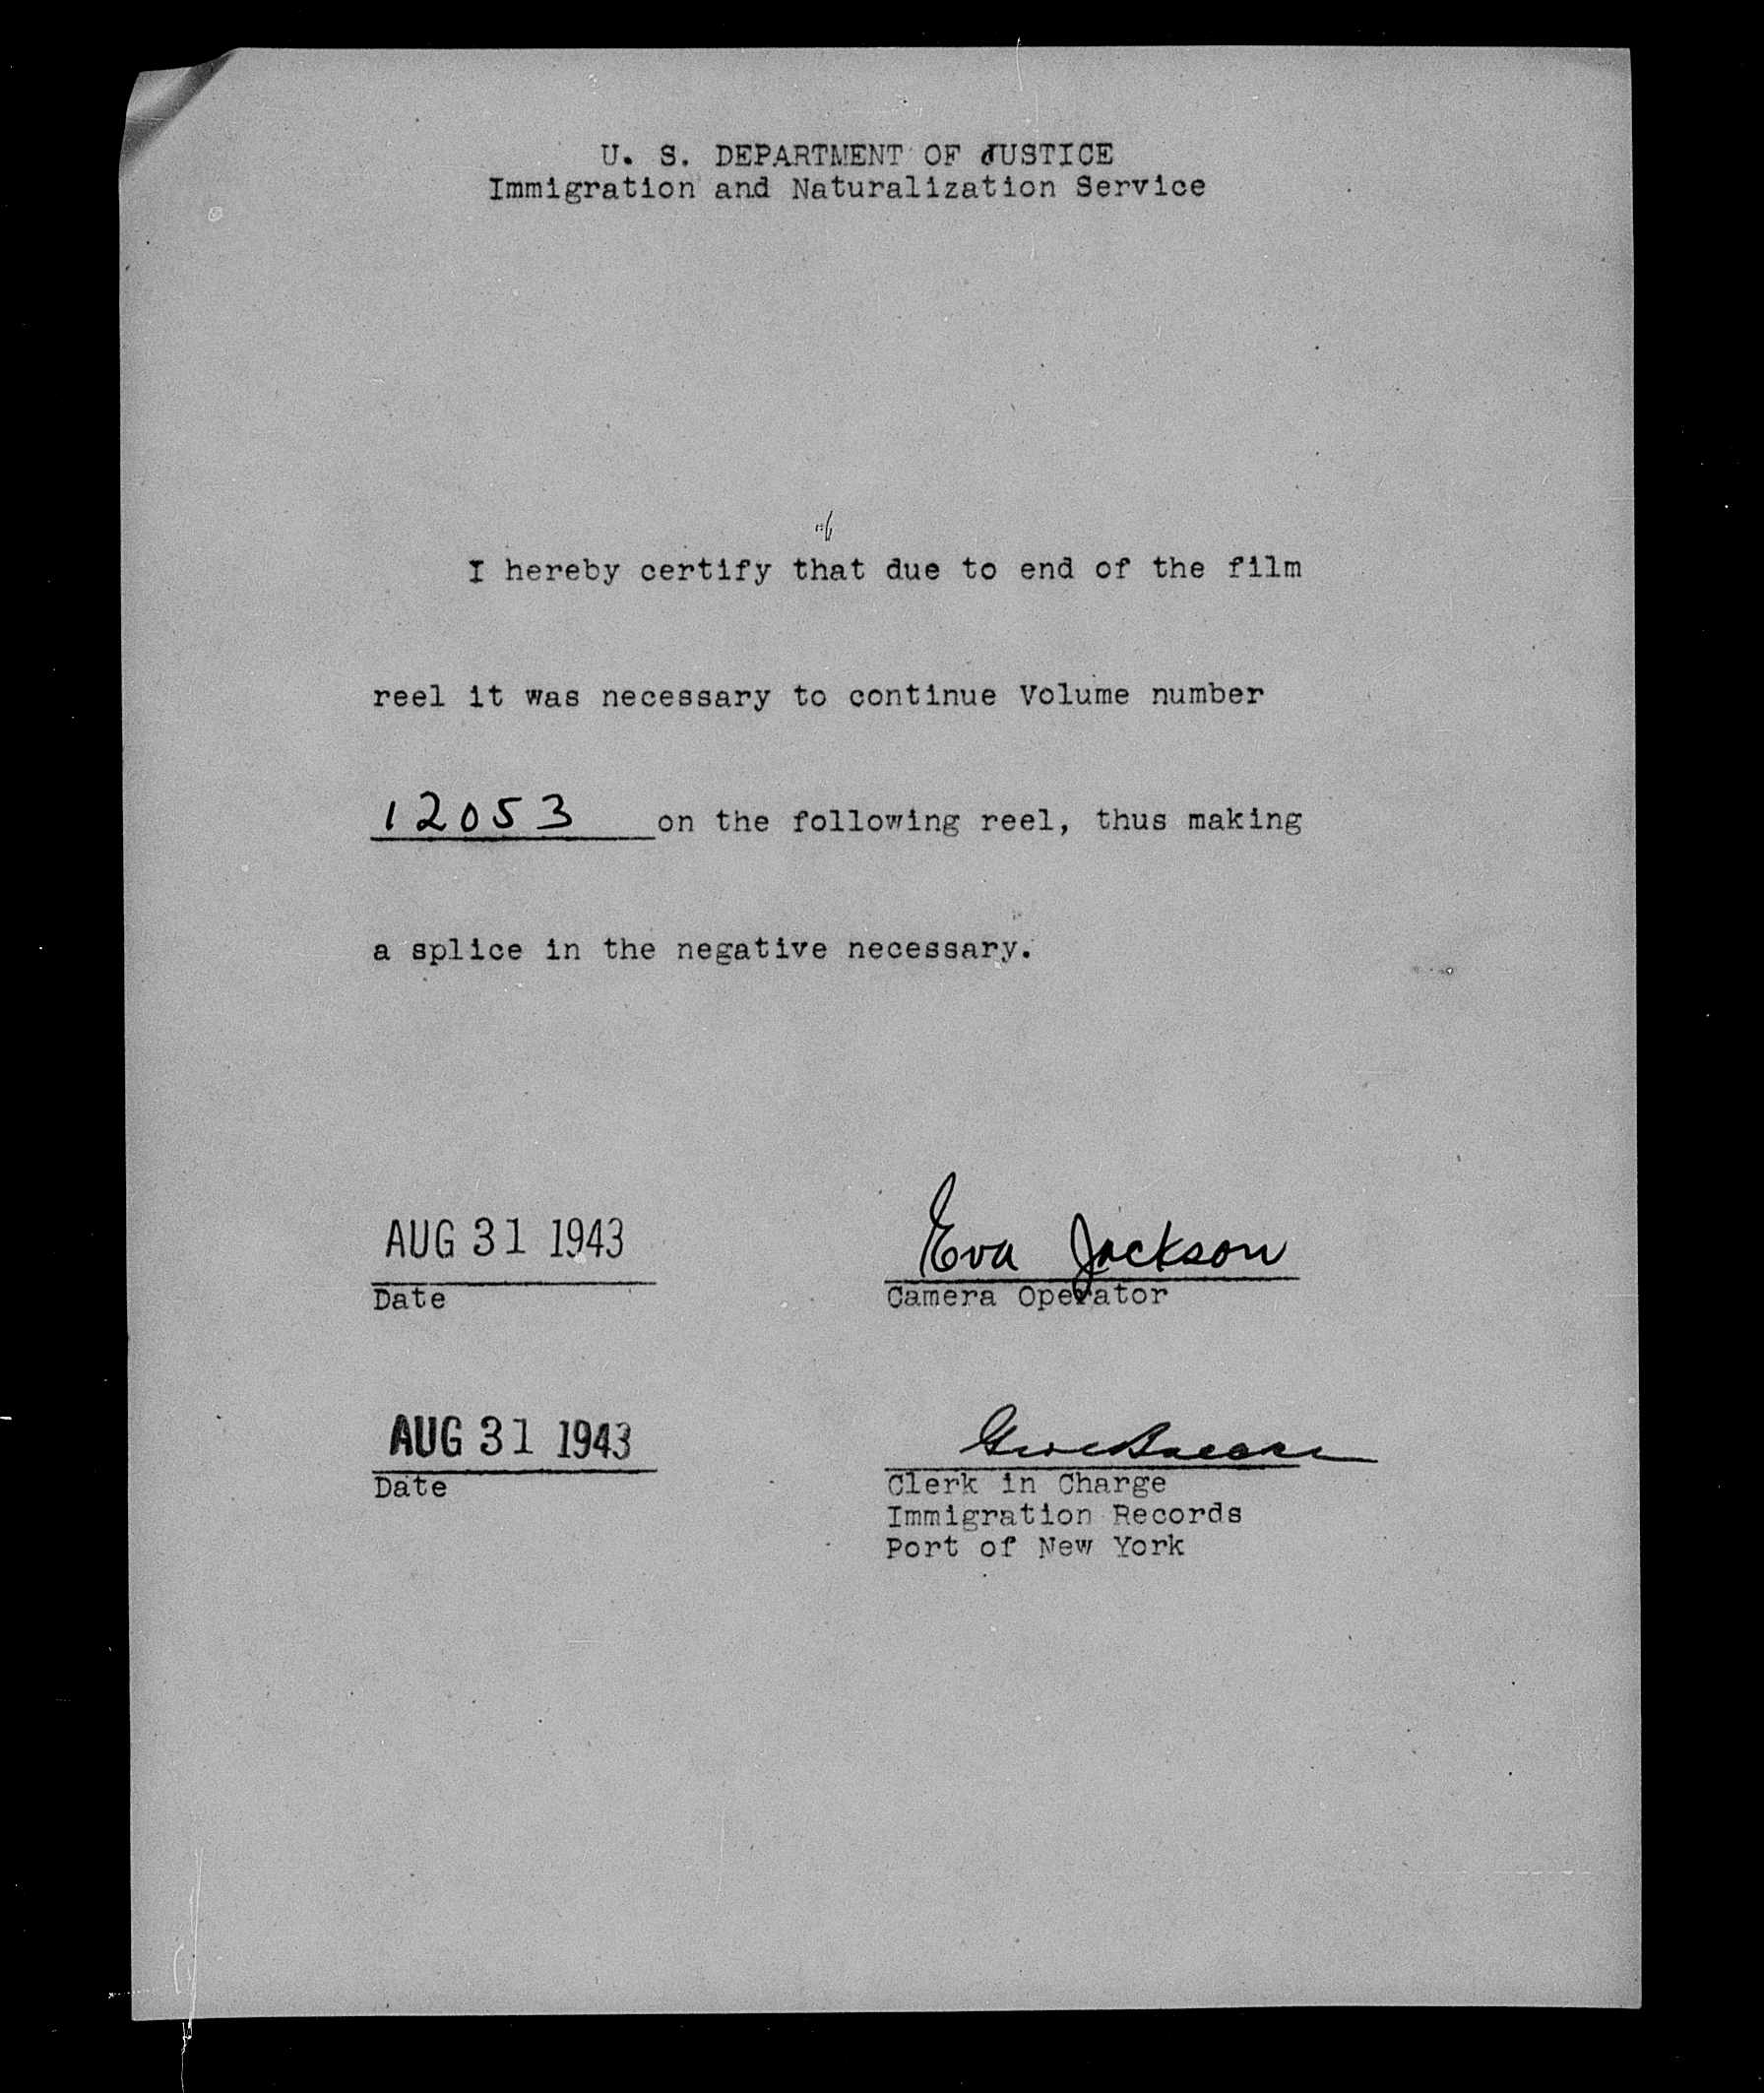 U. S. DEPARTMENT OF JUSTICE
Immigration and Naturalization Service
I hereby certify that due to end of the film
reel it was necessary to continue Volume number
12053 on the following reel, thus making
a splice in the negative necessary.
AUG 31 1943
Eva Jackson
Date
Camera Operator
AUG 31 1943
Date
Clerk in Charge
Immigration Records
Port of New York